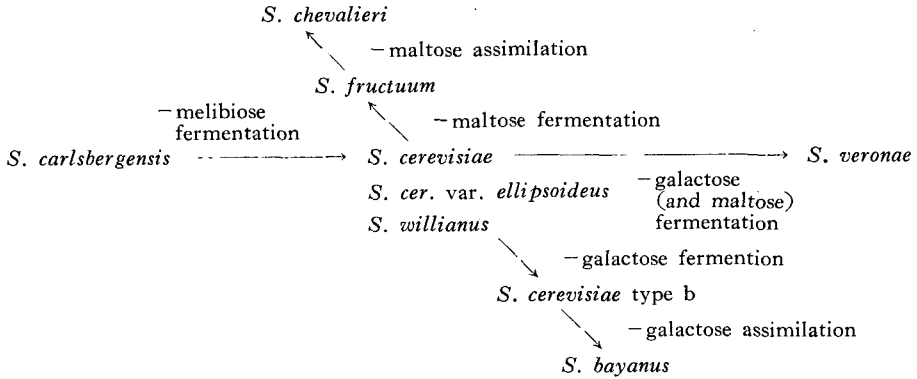 S. chevalieri
— maltose assimilation
S. fructuum
— melibiose
fermentation
— maltose fermentation
S. carlsbergensis
S. cerevisiae
S. veronae
S. cer. var. ellipsoideus
— galactose
(and maltose)
fermentation
S. willianus
— galactose fermention
S. cerevisiae type b
— galactose assimilation
S. bayanus